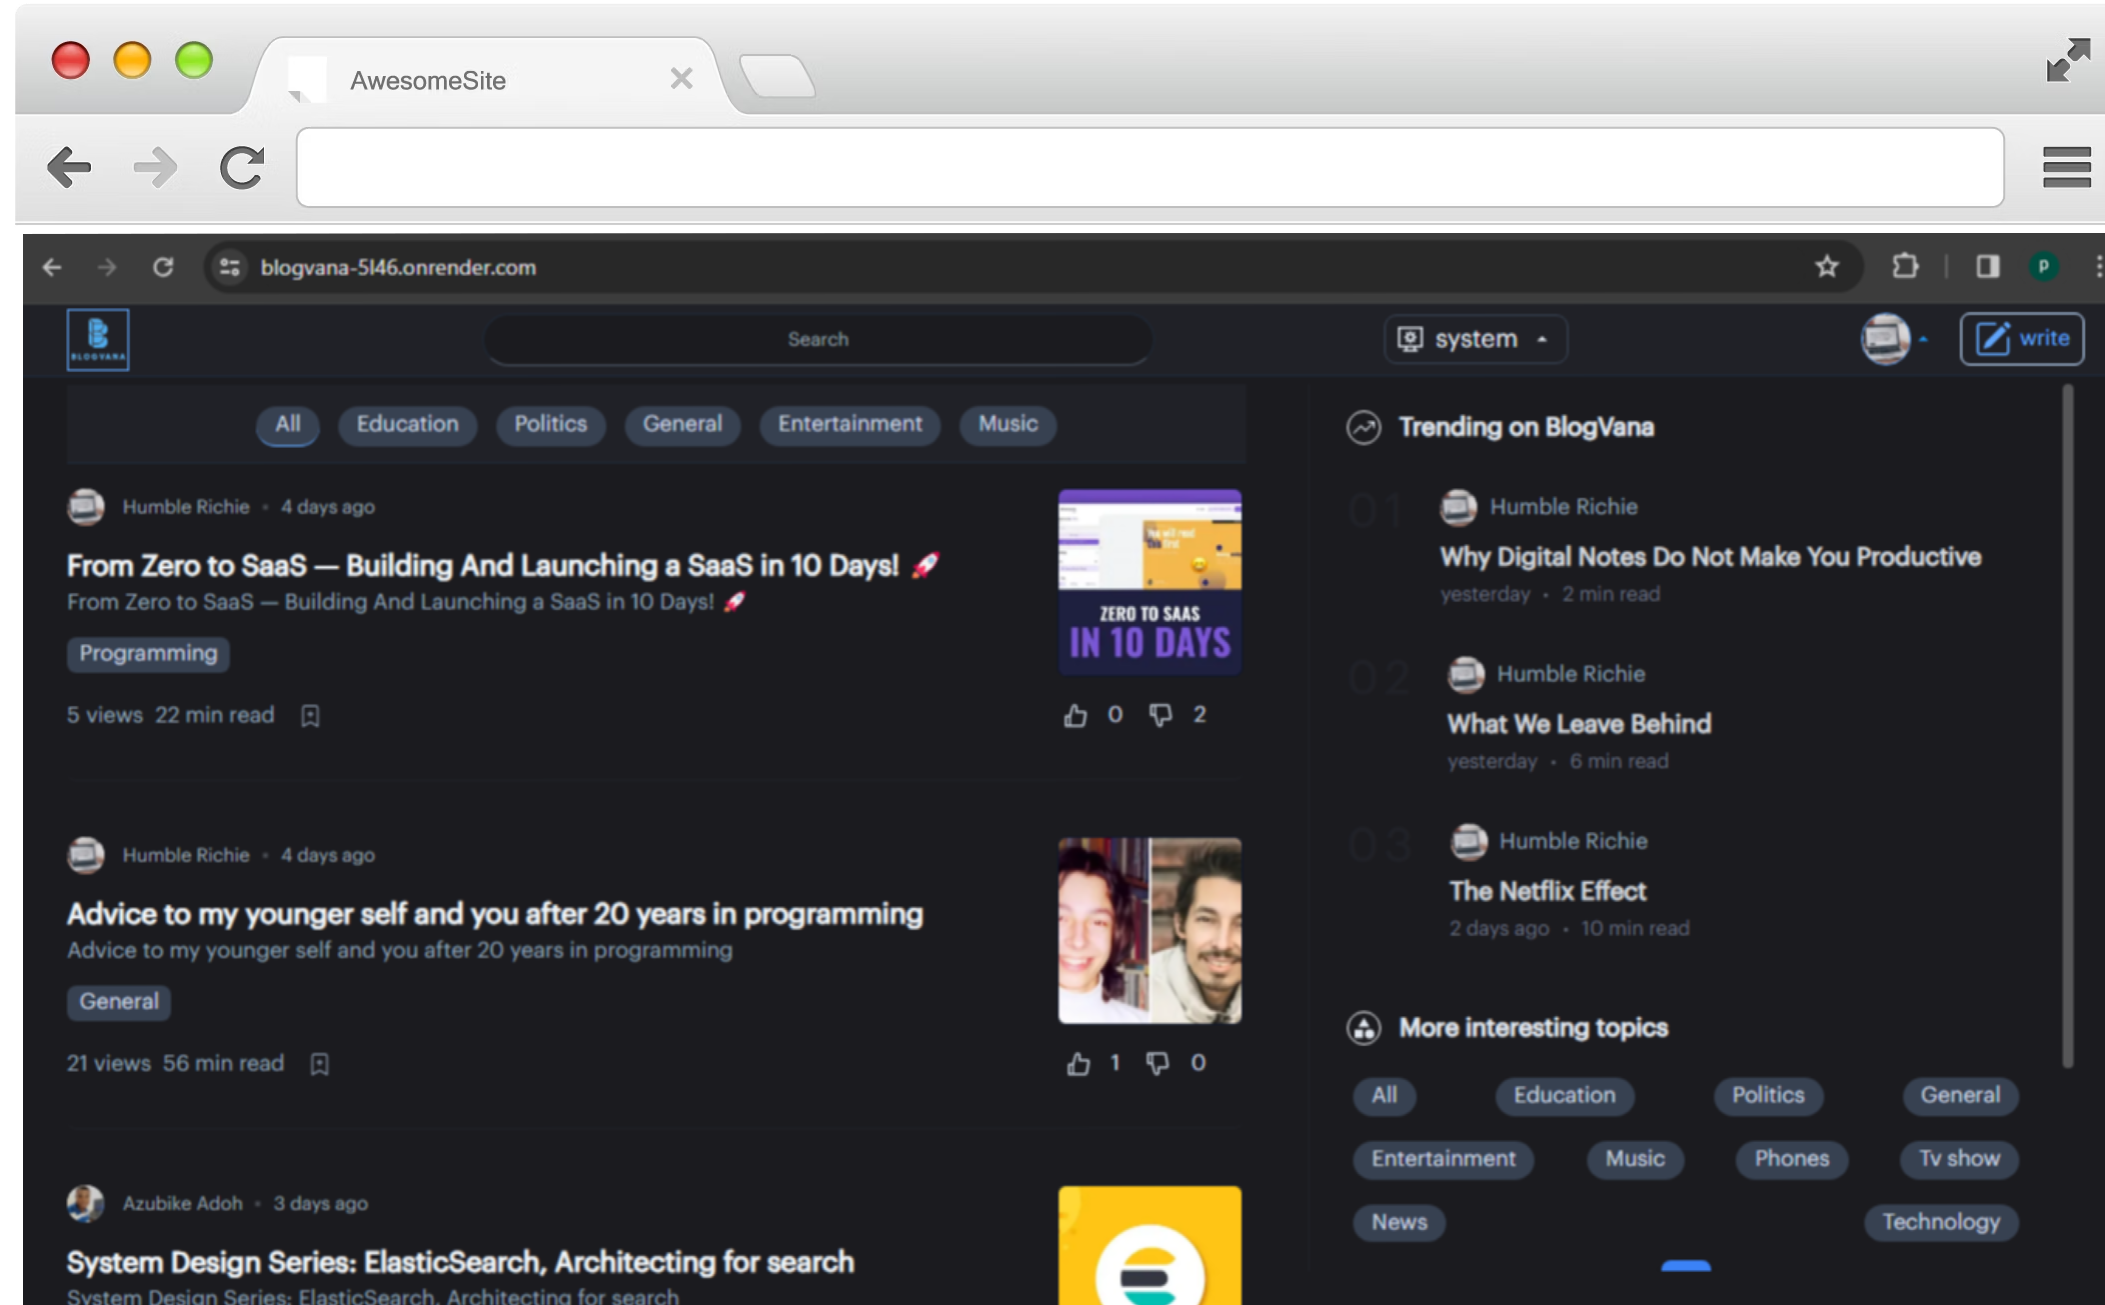 AwesomeSite
blogvana-5l46.onrender.com
P
BLOGVANA
Search
system
write
All Education Politics General Entertainment Music
Humble Richie • 4 days ago
From Zero to SaaS — Building And Launching a SaaS in 10 Days! 🚀
From Zero to SaaS — Building And Launching a SaaS in 10 Days! 🚀
Programming
5 views 22 min read
ZERO TO SAAS
IN 10 DAYS
0 2
Humble Richie • 4 days ago
Advice to my younger self and you after 20 years in programming
Advice to my younger self and you after 20 years in programming
General
21 views 56 min read
1 0
Azubike Adoh • 3 days ago
System Design Series: ElasticSearch, Architecting for search
System Design Series: ElasticSearch, Architecting for search
Trending on BlogVana
01
Humble Richie
Why Digital Notes Do Not Make You Productive
yesterday • 2 min read
02
Humble Richie
What We Leave Behind
yesterday • 6 min read
03
Humble Richie
The Netflix Effect
2 days ago • 10 min read
More interesting topics
All Education Politics General
Entertainment Music Phones Tv show
News Technology